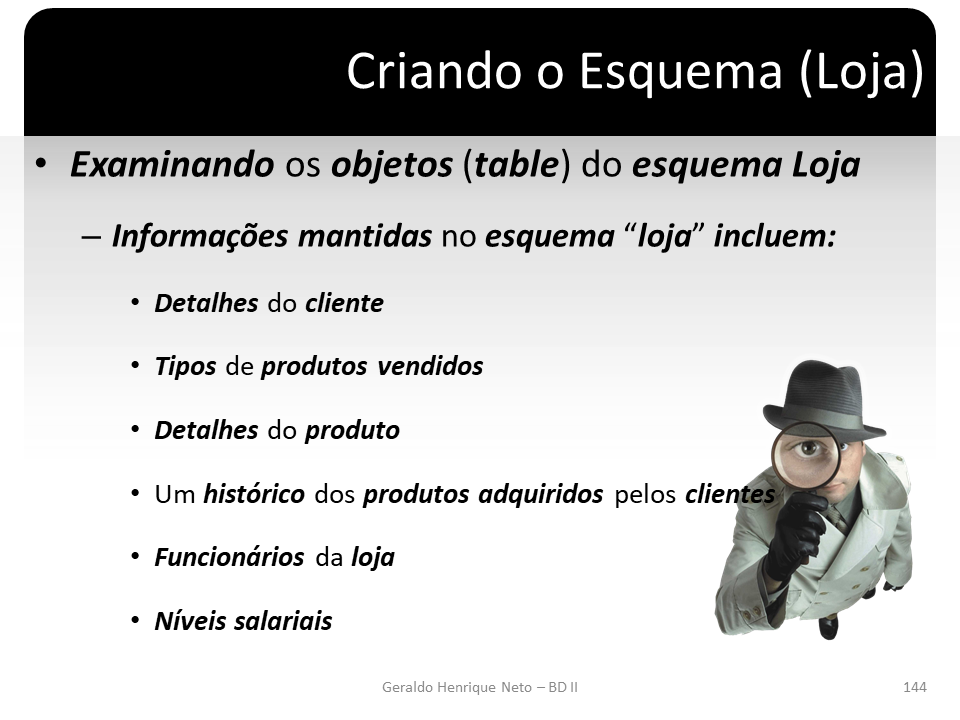 Criando o Esquema (Loja)
• Examinando os objetos (table) do esquema Loja
– Informações mantidas no esquema “loja” incluem:
• Detalhes do cliente
• Tipos de produtos vendidos
• Detalhes do produto
• Um histórico dos produtos adquiridos pelos clientes
• Funcionários da loja
• Níveis salariais
Geraldo Henrique Neto – BD II
144